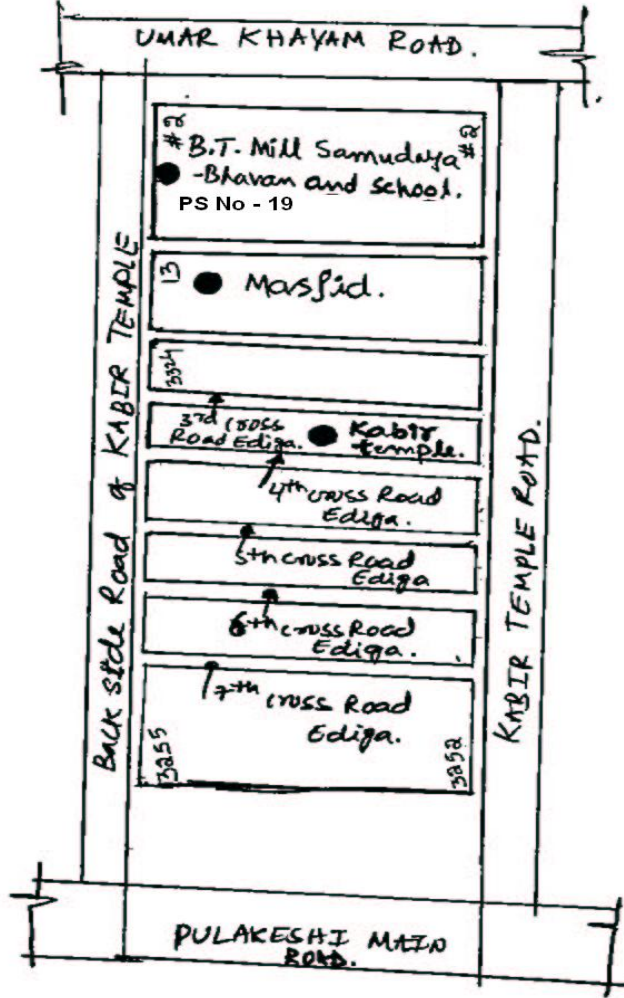 UMAR KHAYAM ROAD.
#2
#2
B.T. Mill Samudaya
-Bhavan and school.
PS No - 19
13
Masjid.
3324
3rd cross
Road Ediga.
Kabir
temple.
4th cross Road
Ediga.
5th cross Road
Ediga
6th cross Road
Ediga.
7th cross Road
Ediga.
3255
3252
BACK side Road of KABIR TEMPLE
KABIR TEMPLE ROAD.
PULAKESHI MAIN
ROAD.